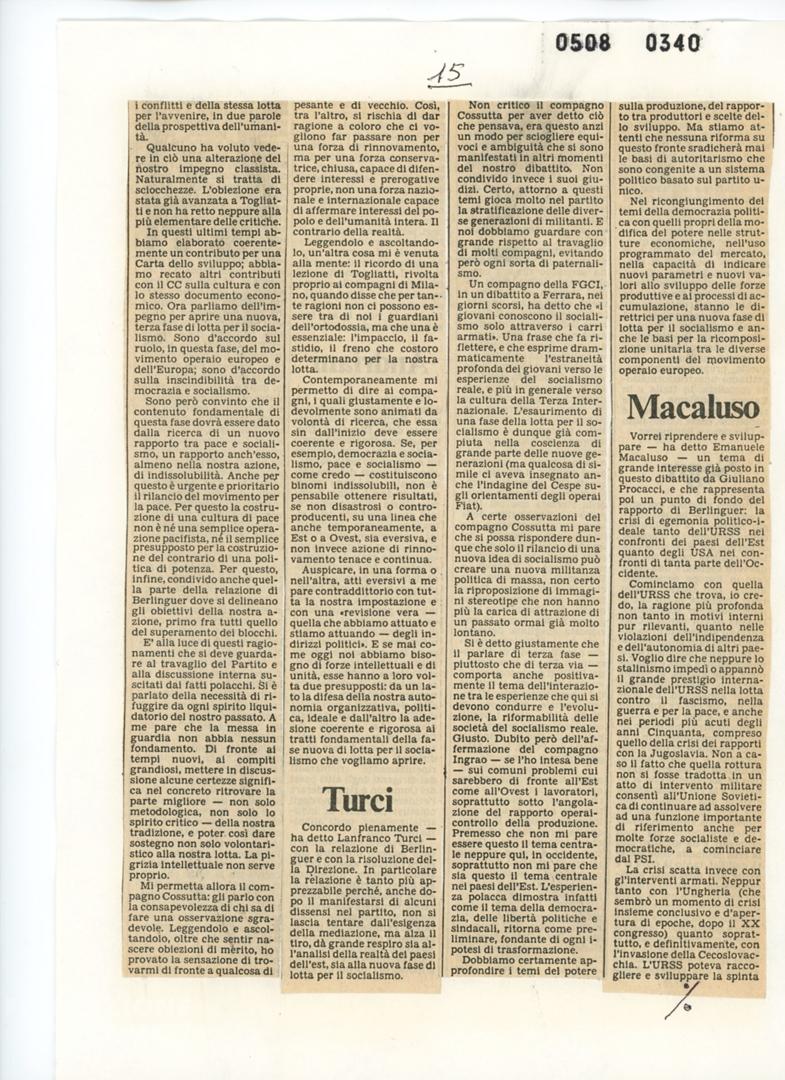 0508 0340
15
i conflitti e della stessa lotta
per l'avvenire, in due parole
della prospettiva dell'umani-
tà.
Qualcuno ha voluto vede-
re in ciò una alterazione del
nostro impegno classista.
Naturalmente si tratta di
sciocchezze. L'obiezione era
stata già avanzata a Togliat-
ti e non ha retto neppure alla
più elementare delle critiche.
In questi ultimi tempi ab-
biamo elaborato coerente-
mente un contributo per una
Carta dello sviluppo; abbia-
mo recato altri contributi
con il CC sulla cultura e con
lo stesso documento econo-
mico. Ora parliamo dell'im-
pegno per aprire una nuova,
terza fase di lotta per il socia-
lismo. Sono d'accordo sul
ruolo, in questa fase, del mo-
vimento operaio europeo e
dell'Europa; sono d'accordo
sulla inscindibilità tra de-
mocrazia e socialismo.
Sono però convinto che il
contenuto fondamentale di
questa fase dovrà essere dato
dalla ricerca di un nuovo
rapporto tra pace e sociali-
smo, un rapporto anch'esso,
almeno nella nostra azione,
di indissolubilità. Anche per
questo è urgente e prioritario
il rilancio del movimento per
la pace. Per questo la costru-
zione di una cultura di pace
non è né una semplice opera-
zione pacifista, né il semplice
presupposto per la costruzio-
ne del contrario di una poli-
tica di potenza. Per questo,
infine, condivido anche quel-
la parte della relazione di
Berlinguer dove si delineano
gli obiettivi della nostra a-
zione, primo fra tutti quello
del superamento dei blocchi.
E' alla luce di questi ragio-
namenti che si deve guarda-
re al travaglio del Partito e
alla discussione interna su-
scitati dai fatti polacchi. Si è
parlato della necessità di ri-
fuggire da ogni spirito liqui-
datorio del nostro passato. A
me pare che la messa in
guardia non abbia nessun
fondamento. Di fronte ai
tempi nuovi, ai compiti
grandiosi, mettere in discus-
sione alcune certezze signifi-
ca nel concreto ritrovare la
parte migliore — non solo
metodologica, non solo lo
spirito critico — della nostra
tradizione, e poter così dare
sostegno non solo volontari-
stico alla nostra lotta. La pi-
grizia intellettuale non serve
proprio.
Mi permetta allora il com-
pagno Cossutta: gli parlo con
la consapevolezza di chi sa di
fare una osservazione sgra-
devole. Leggendo e ascol-
tandolo, oltre che sentir na-
scere obiezioni di mèrito, ho
provato la sensazione di tro-
varmi di fronte a qualcosa di
pesante e di vecchio. Così,
tra l'altro, si rischia di dar
ragione a coloro che ci vo-
gliono far passare non per
una forza di rinnovamento,
ma per una forza conserva-
trice, chiusa, capace di difen-
dere interessi e prerogative
proprie, non una forza nazio-
nale e internazionale capace
di affermare interessi del po-
polo e dell'umanità intera. Il
contrario della realtà.
Leggendo e ascoltando-
lo, un'altra cosa mi è venuta
alla mente: il ricordo di una
lezione di Togliatti, rivolta
proprio ai compagni di Mila-
no, quando disse che per tan-
te ragioni non ci possono es-
sere tra di noi i guardiani
dell'ortodossia, ma che una è
essenziale: l'impaccio, il fa-
stidio, il freno che costoro
determinano per la nostra
lotta.
Contemporaneamente mi
permetto di dire ai compa-
gni, i quali giustamente e lo-
devolmente sono animati da
volontà di ricerca, che essa
sin dall'inizio deve essere
coerente e rigorosa. Se, per
esempio, democrazia e socia-
lismo, pace e socialismo —
come credo — costituiscono
binomi indissolubili, non è
pensabile ottenere risultati,
se non disastrosi o contro-
producenti, su una linea che
anche temporaneamente, a
Est o a Ovest, sia eversiva, e
non invece azione di rinno-
vamento tenace e continua.
Auspicare, in una forma o
nell'altra, atti eversivi a me
pare contraddittorio con tut-
ta la nostra impostazione e
con una «revisione vera —
quella che abbiamo attuato e
stiamo attuando — degli in-
dirizzi politici». E se mai co-
me oggi noi abbiamo biso-
gno di forze intellettuali e di
unità, esse hanno a loro vol-
ta due presupposti: da un la-
to la difesa della nostra auto-
nomia organizzativa, politi-
ca, ideale e dall'altro la ade-
sione coerente e rigorosa ai
tratti fondamentali della fa-
se nuova di lotta per il socia-
lismo che vogliamo aprire.
Turci
Concordo pienamente —
ha detto Lanfranco Turci —
con la relazione di Berlin-
guer e con la risoluzione del-
la Direzione. In particolare
la relazione è tanto più ap-
prezzabile perché, anche do-
po il manifestarsi di alcuni
dissensi nel partito, non si
lascia tentare dall'esigenza
della mediazione, ma alza il
tiro, dà grande respiro sia al-
l'analisi della realtà dei paesi
dell'est, sia alla nuova fase di
lotta per il socialismo.
Non critico il compagno
Cossutta per aver detto ciò
che pensava, era questo anzi
un modo per sciogliere equi-
voci e ambiguità che si sono
manifestati in altri momenti
del nostro dibattito. Non
condivido invece i suoi giu-
dizi. Certo, attorno a questi
temi gioca molto nel partito
la stratificazione delle diver-
se generazioni di militanti. E
noi dobbiamo guardare con
grande rispetto al travaglio
di molti compagni, evitando
però ogni sorta di paternali-
smo.
Un compagno della FGCI,
in un dibattito a Ferrara, nei
giorni scorsi, ha detto che «i
giovani conoscono il sociali-
smo solo attraverso i carri
armati». Una frase che fa ri-
flettere, e che esprime dram-
maticamente l'estraneità
profonda dei giovani verso le
esperienze del socialismo
reale, e più in generale verso
la cultura della Terza Inter-
nazionale. L'esaurimento di
una fase della lotta per il so-
cialismo è dunque già com-
piuta nella coscienza di
grande parte delle nuove ge-
nerazioni (ma qualcosa di si-
mile ci aveva insegnato an-
che l'indagine del Cespe su-
gli orientamenti degli operai
Fiat).
A certe osservazioni del
compagno Cossutta mi pare
che si possa rispondere dun-
que che solo il rilancio di una
nuova idea di socialismo può
creare una nuova militanza
politica di massa, non certo
la riproposizione di immagi-
ni stereotipe che non hanno
più la carica di attrazione di
un passato ormai già molto
lontano.
Si è detto giustamente che
il parlare di terza fase —
piuttosto che di terza via —
comporta anche positiva-
mente il tema dell'interazio-
ne tra le esperienze che qui si
devono condurre e l'evolu-
zione, la riformabilità delle
società del socialismo reale.
Giusto. Dubito però dell'af-
fermazione del compagno
Ingrao — se l'ho intesa bene
— sui comuni problemi cui
sarebbero di fronte all'Est
come all'Ovest i lavoratori,
soprattutto sotto l'angola-
zione del rapporto operai-
controllo della produzione.
Premesso che non mi pare
essere questo il tema centra-
le neppure qui, in occidente,
soprattutto non mi pare che
sia questo il tema centrale
nei paesi dell'Est. L'esperien-
za polacca dimostra infatti
come il tema della democra-
zia, delle libertà politiche e
sindacali, ritorna come pre-
liminare, fondante di ogni i-
potesi di trasformazione.
Dobbiamo certamente ap-
profondire i temi del potere
sulla produzione, del rappor-
to tra produttori e scelte del-
lo sviluppo. Ma stiamo at-
tenti che nessuna riforma su
questo fronte sradicherà mai
le basi di autoritarismo che
sono congenite a un sistema
politico basato sul partito u-
nico.
Nel ricongiungimento dei
temi della democrazia politi-
ca con quelli propri della mo-
difica del potere nelle strut-
ture economiche, nell'uso
programmato del mercato,
nella capacità di indicare
nuovi parametri e nuovi va-
lori allo sviluppo delle forze
produttive e ai processi di ac-
cumulazione, stanno le di-
rettrici per una nuova fase di
lotta per il socialismo e an-
che le basi per la ricomposi-
zione unitaria tra le diverse
componenti del movimento
operaio europeo.
Macaluso
Vorrei riprendere e svilup-
pare — ha detto Emanuele
Macaluso — un tema di
grande interesse già posto in
questo dibattito da Giuliano
Procacci, e che rappresenta
poi un punto di fondo del
rapporto di Berlinguer: la
crisi di egemonia politico-i-
deale tanto dell'URSS nei
confronti dei paesi dell'Est
quanto degli USA nei con-
fronti di tanta parte dell'Oc-
cidente.
Cominciamo con quella
dell'URSS che trova, io cre-
do, la ragione più profonda
non tanto in motivi interni
pur rilevanti, quanto nelle
violazioni dell'indipendenza
e dell'autonomia di altri pae-
si. Voglio dire che neppure lo
stalinismo impedì o appannò
il grande prestigio interna-
zionale dell'URSS nella lotta
contro il fascismo, nella
guerra e per la pace, e anche
nei periodi più acuti degli
anni Cinquanta, compreso
quello della crisi dei rapporti
con la Jugoslavia. Non a ca-
so il fatto che quella rottura
non si fosse tradotta in un
atto di intervento militare
consentì all'Unione Sovieti-
ca di continuare ad assolvere
ad una funzione importante
di riferimento anche per
molte forze socialiste e de-
mocratiche, a cominciare
dal PSI.
La crisi scatta invece con
gl'interventi armati. Neppur
tanto con l'Ungheria (che
sembrò un momento di crisi
insieme conclusivo e d'aper-
tura di epoche, dopo il XX
congresso) quanto soprat-
tutto, e definitivamente, con
l'invasione della Cecoslovac-
chia. L'URSS poteva racco-
gliere e sviluppare la spinta